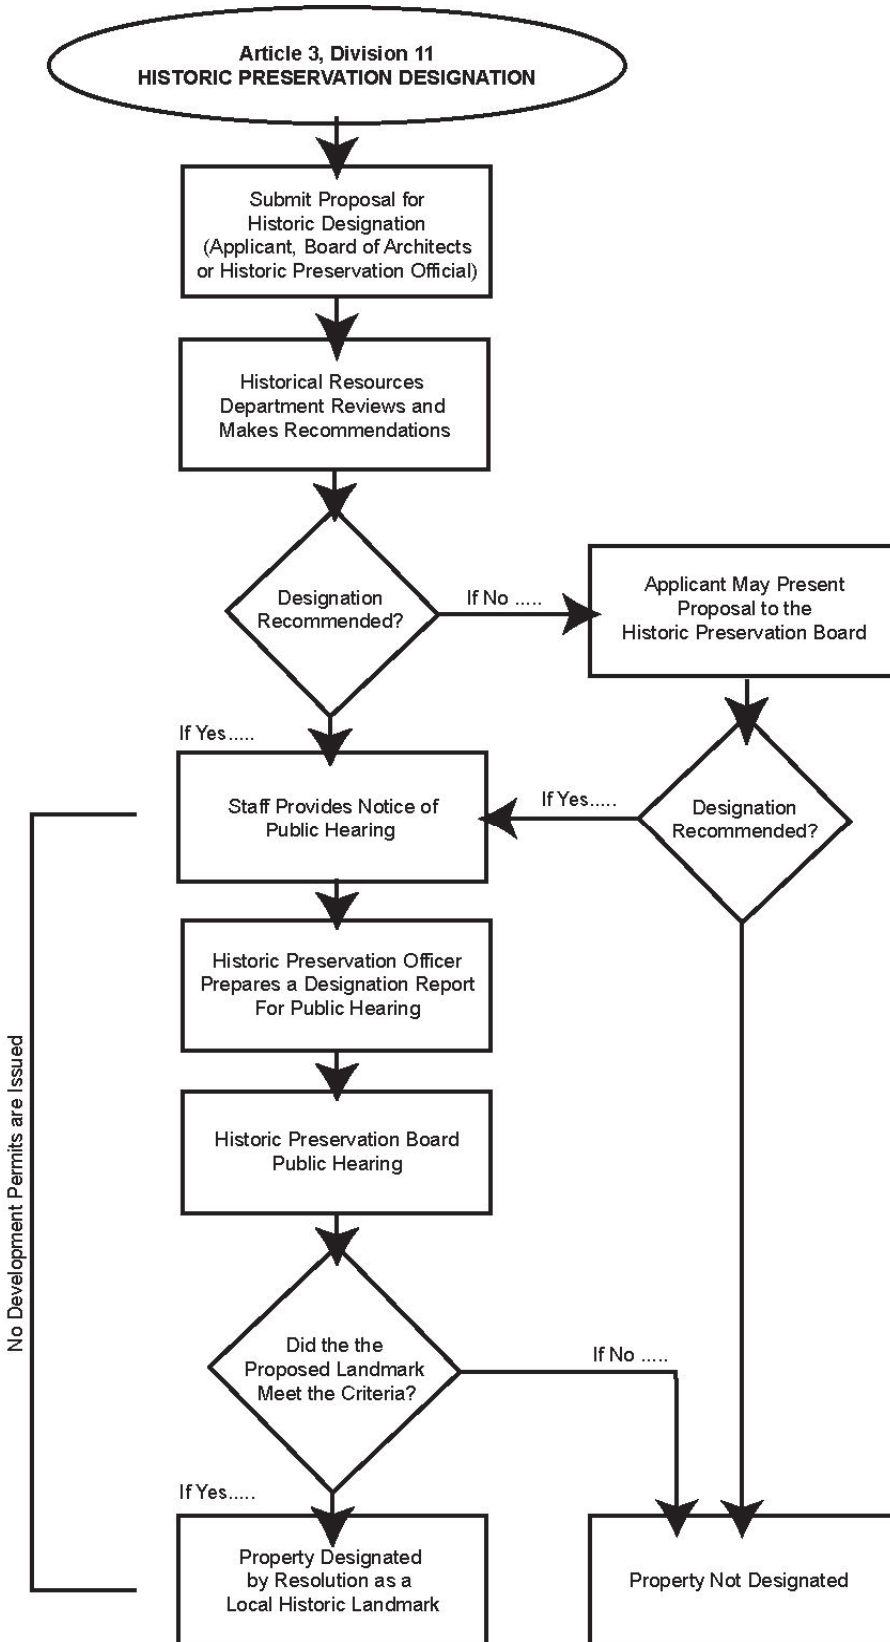 Article 3, Division 11
HISTORIC PRESERVATION DESIGNATION
Submit Proposal for
Historic Designation
(Applicant, Board of Architects
or Historic Preservation Official)
Historical Resources
Department Reviews and
Makes Recommendations
Designation
Recommended?
If No .....
Applicant May Present
Proposal to the
Historic Preservation Board
If Yes.....
Staff Provides Notice of
Public Hearing
If Yes.....
Designation
Recommended?
Historic Preservation Officer
Prepares a Designation Report
For Public Hearing
No Development Permits are Issued
Historic Preservation Board
Public Hearing
Did the the
Proposed Landmark
Meet the Criteria?
If No .....
If Yes.....
Property Designated
by Resolution as a
Local Historic Landmark
Property Not Designated